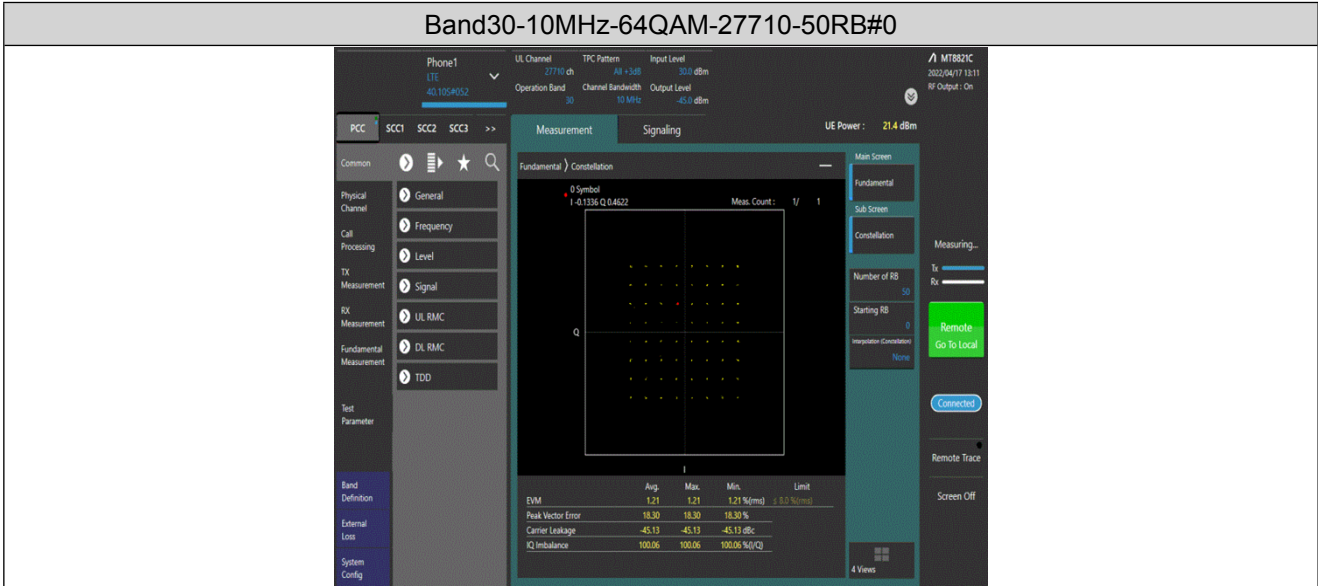 Band30-10MHz-64QAM-27710-50RB#0
Phone1
LTE
40.10S#052
UL Channel TPC Pattern Input Level
27710 ch All +3dB 30.0 dBm
Operation Band Channel Bandwidth Output Level
30 10 MHz -45.0 dBm
MT8821C
2022/04/17 13:11
RF Output : On
PCC SCC1 SCC2 SCC3 >>
Measurement Signaling
UE Power : 21.4 dBm
Common
Physical
Channel
Call
Processing
TX
Measurement
RX
Measurement
Fundamental
Measurement
Test
Parameter
Band
Definition
External
Loss
System
Config
General
Frequency
Level
Signal
UL RMC
DL RMC
TDD
Fundamental Constellation
0 Symbol
I -0.1336 Q 0.4622 Meas. Count : 1/ 1
Q
I
Avg. Max. Min. Limit
EVM 1.21 1.21 1.21 %(rms) ≤ 8.0 %(rms)
Peak Vector Error 18.30 18.30 18.30 %
Carrier Leakage -45.13 -45.13 -45.13 dBc
IQ Imbalance 100.06 100.06 100.06 %(I/Q)
Main Screen
Fundamental
Sub Screen
Constellation
Number of RB
50
Starting RB
0
Interpolation (Constellation)
None
4 Views
Measuring...
Tx
Rx
Remote
Go To Local
Connected
Remote Trace
Screen Off